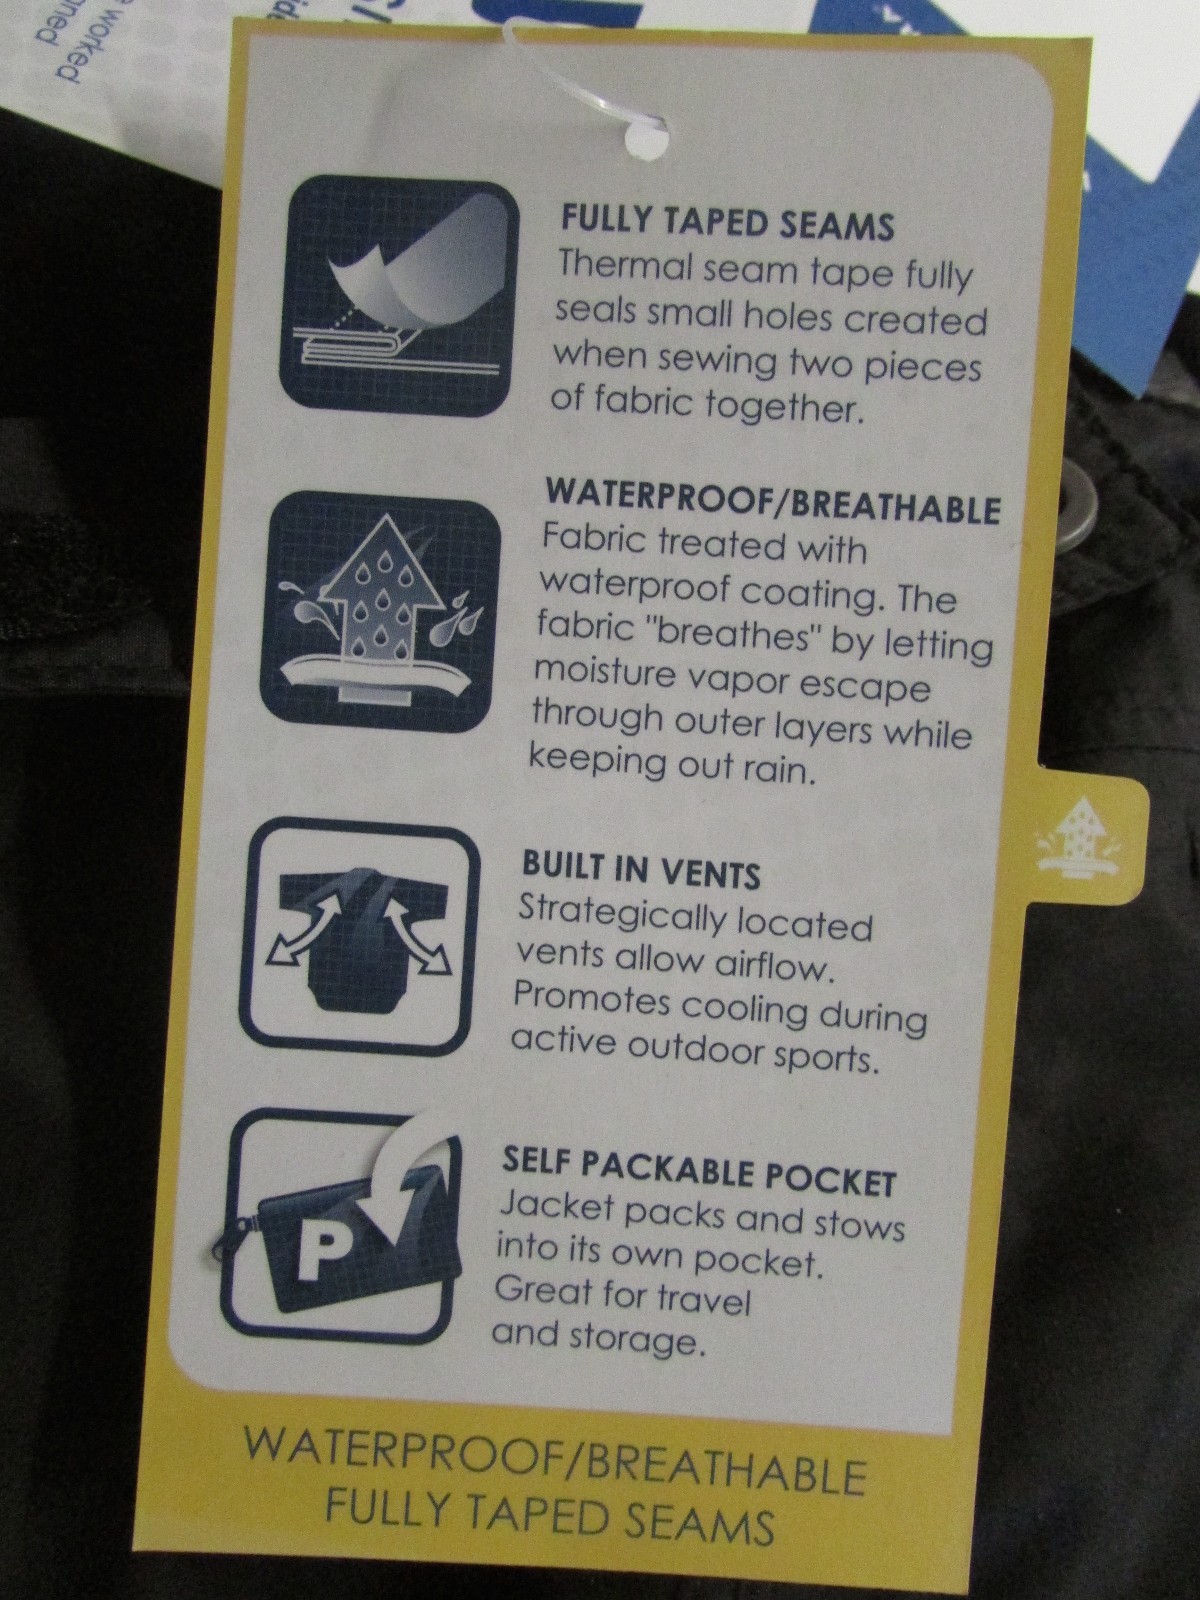 worked
FULLY TAPED SEAMS
Thermal seam tape fully
seals small holes created
when sewing two pieces
of fabric together.
WATERPROOF/BREATHABLE
Fabric treated with
waterproof coating. The
fabric "breathes" by letting
moisture vapor escape
through outer layers while
keeping out rain.
BUILT IN VENTS
Strategically located
vents allow airflow.
Promotes cooling during
active outdoor sports.
P
SELF PACKABLE POCKET
Jacket packs and stows
into its own pocket.
Great for travel
and storage.
WATERPROOF/BREATHABLE
FULLY TAPED SEAMS